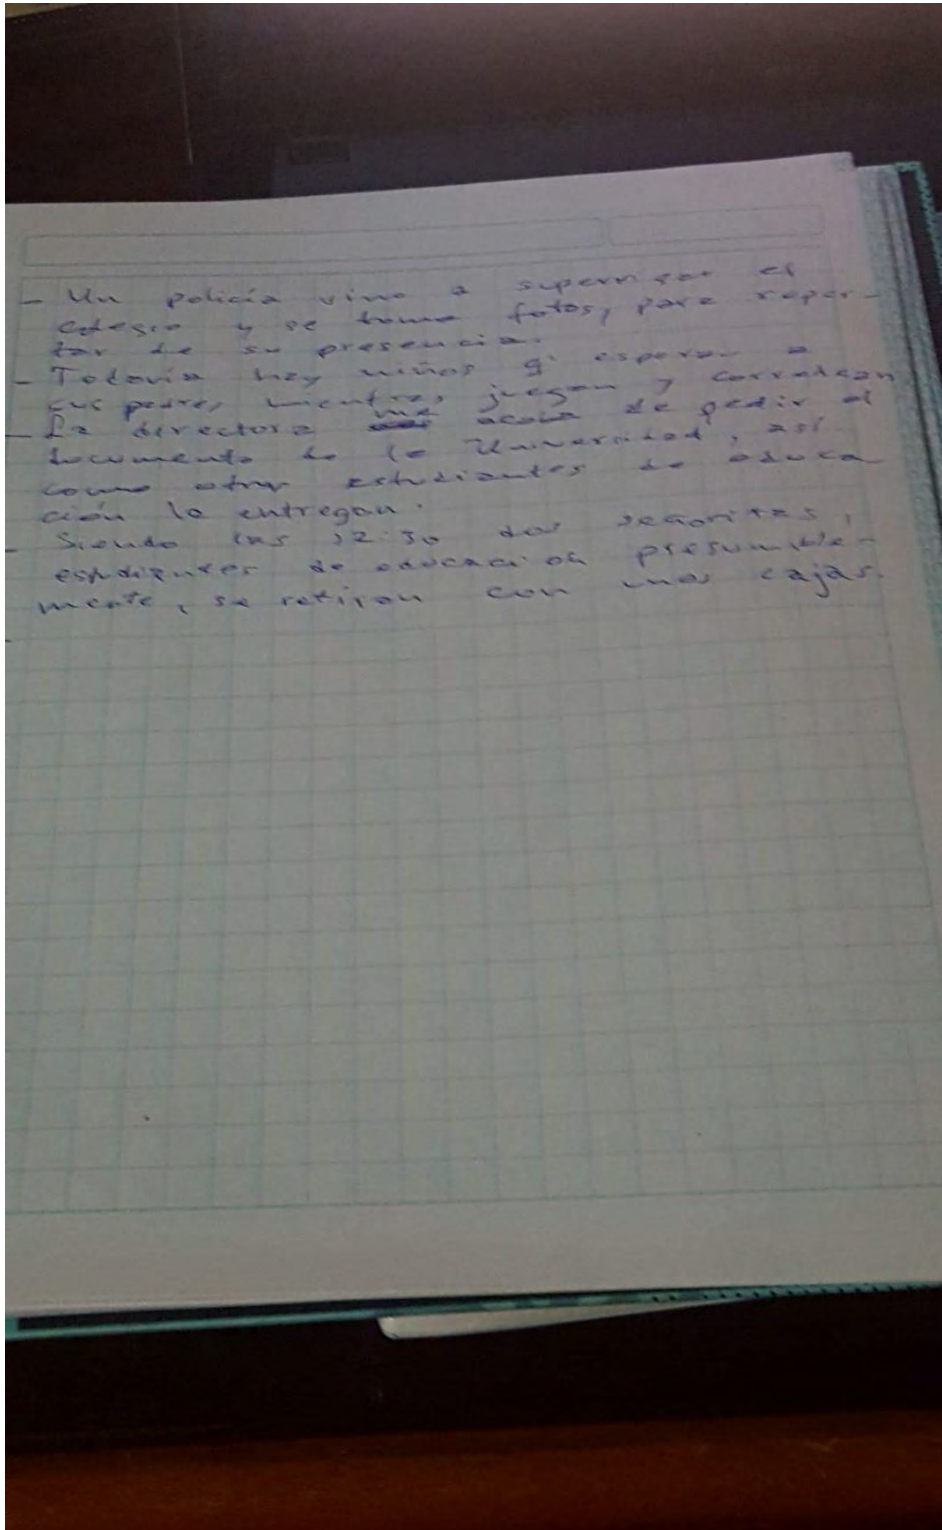 - Un policía vino a supervisar el
colegio y se tomo fotos, para repor-
tar de su presencia.
- Todavía hay niños q' esperan a
sus padres, mientras juegan y corretean
- La directora me acaba de pedir el
documento de la Universidad, así
como otros estudiantes de educa
ción lo entregan.
- Siendo las 12:30 dos señoritas,
estudiantes de educación presumible-
mente, se retiran con unas cajas.
-